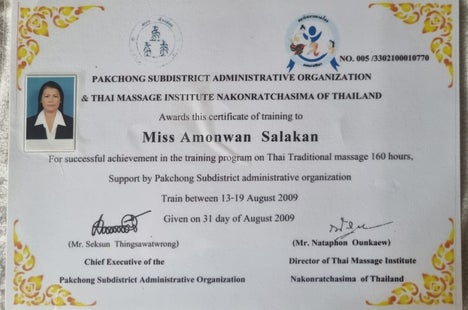 NO. 005 /3302100010770
PAKCHONG SUBDISTRICT ADMINISTRATIVE ORGANIZATION
& THAI MASSAGE INSTITUTE NAKONRATCHASIMA OF THAILAND
Awards this certificate of training to
Miss Amonwan Salakan
For successful achievement in the training program on Thai Traditional massage 160 hours,
Support by Pakchong Subdistrict administrative organization
Train between 13-19 August 2009
Given on 31 day of August 2009
(Mr. Seksun Thingsawatwrong)
Chief Executive of the
Pakchong Subdistrict Administrative Organization
(Mr. Nataphon Ounkaew)
Director of Thai Massage Institute
Nakonratchasima of Thailand